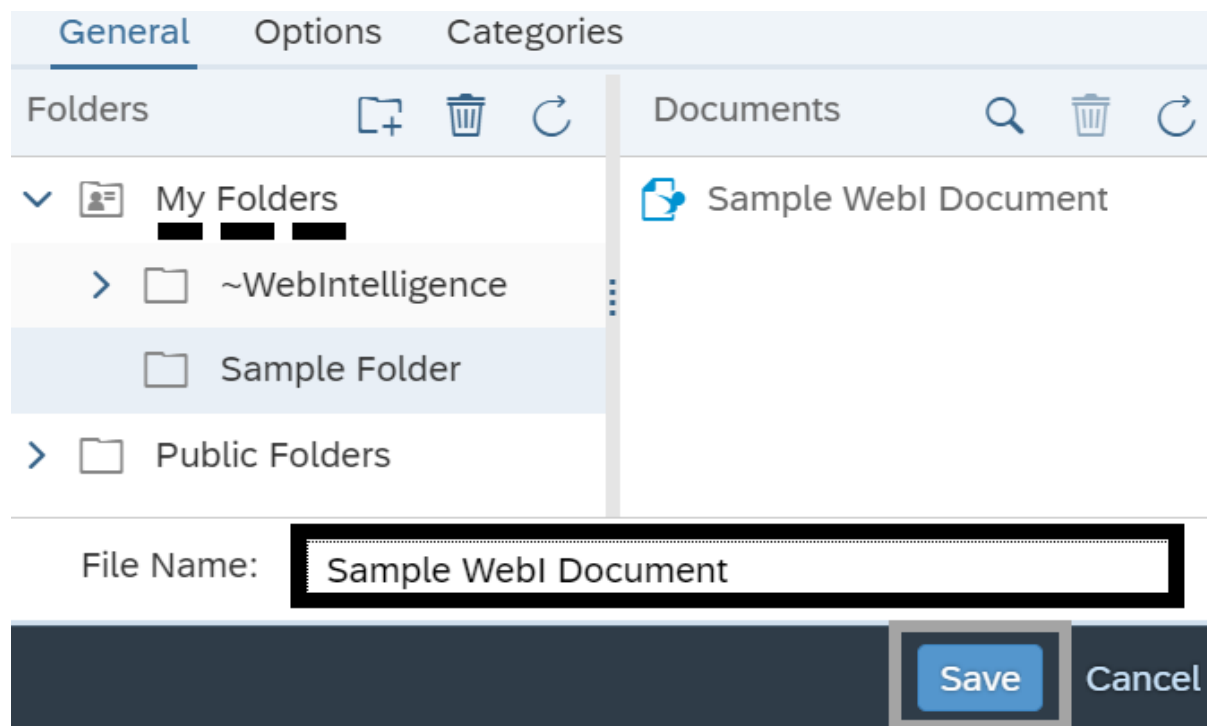 General Options Categories
Folders Documents
My Folders Sample WebI Document
~WebIntelligence
Sample Folder
Public Folders
File Name: Sample WebI Document
Save Cancel